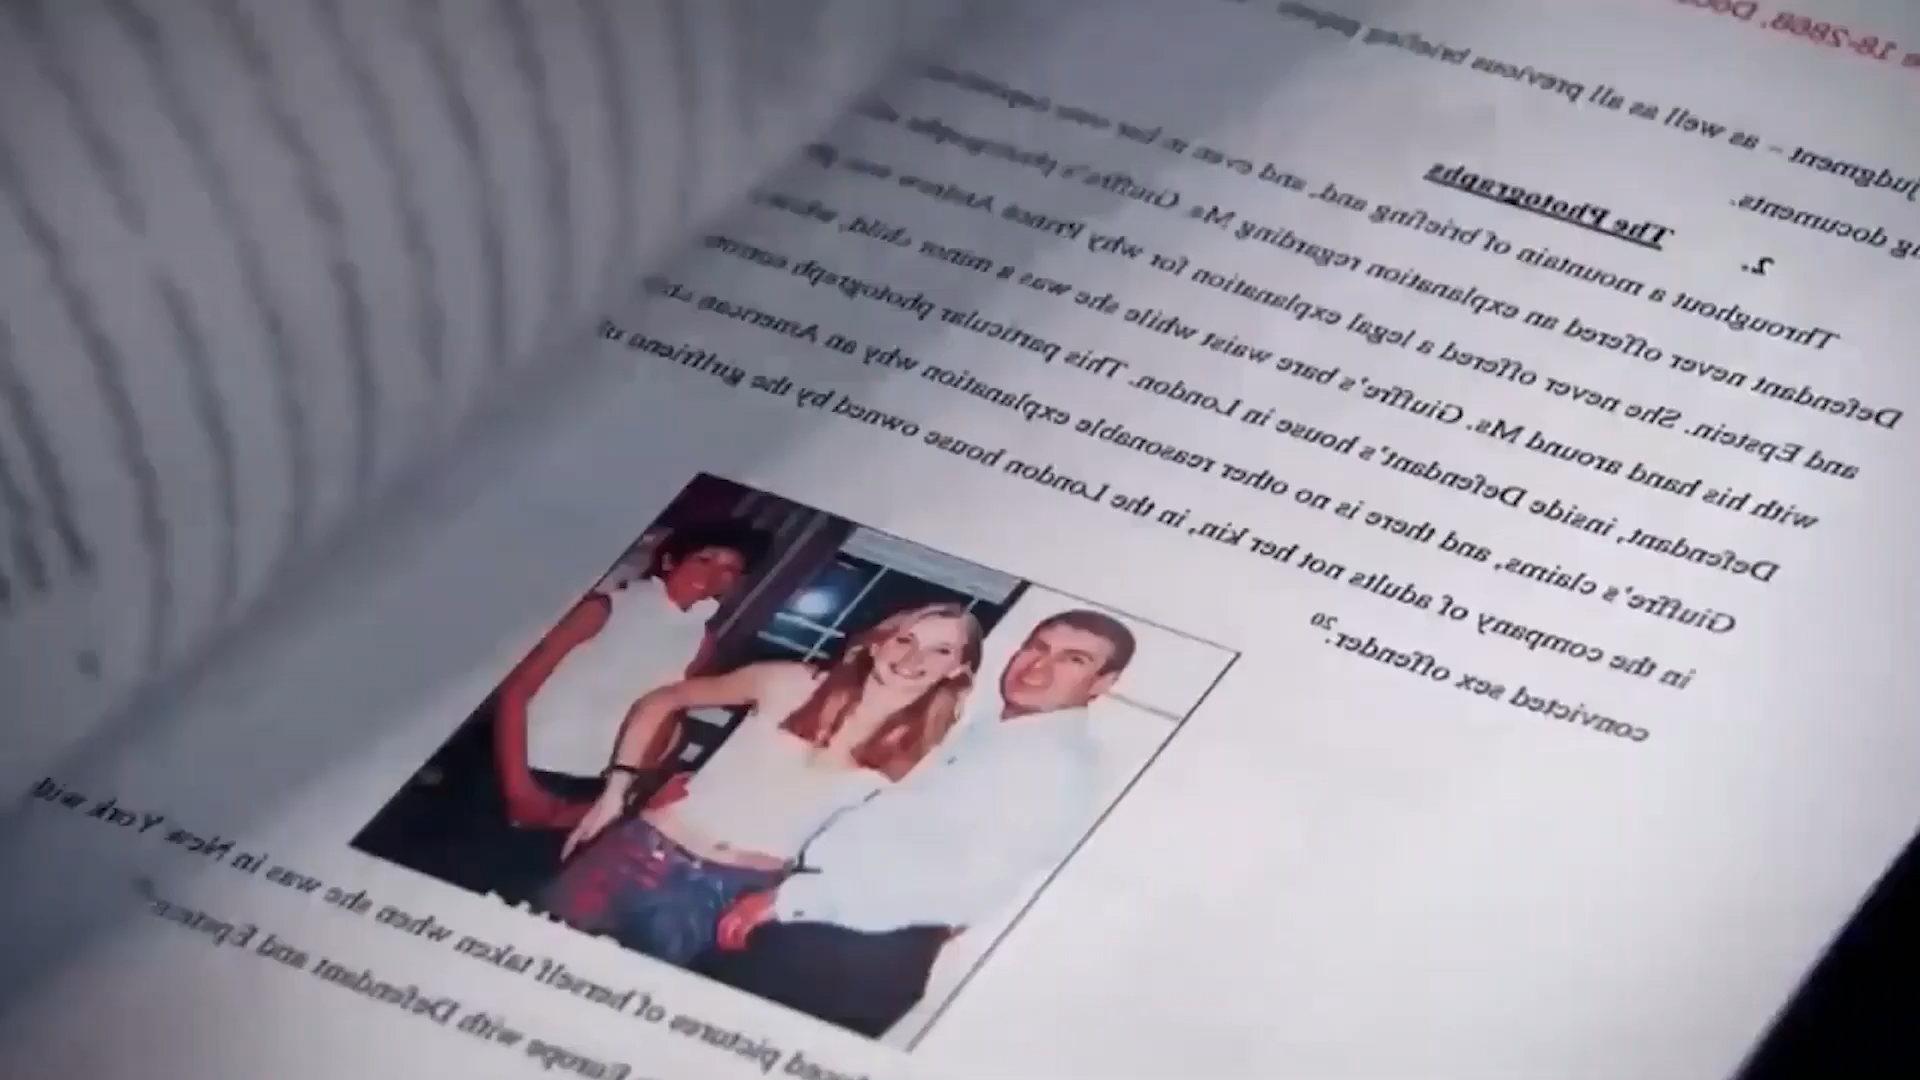 18-2868, Doc
judgment – as well as all previous briefing
documents.
2. The Photographs
Throughout a mountain of briefing and, and even in her own
Defendant never offered an explanation regarding Ms. Giuffre's photographs
and Epstein. She never offered a legal explanation for why Prince Andrew was
with his hand around Ms. Giuffre's bare waist while she was a minor child,
Defendant, inside Defendant's house in London. This particular photograph
Giuffre's claims, and there is no other reasonable explanation why an American
in the company of adults not her kin, in the London house owned by the girlfriend
convicted sex offender.20
pictures of herself taken when she was in New York
Europe with Defendant and Epstein